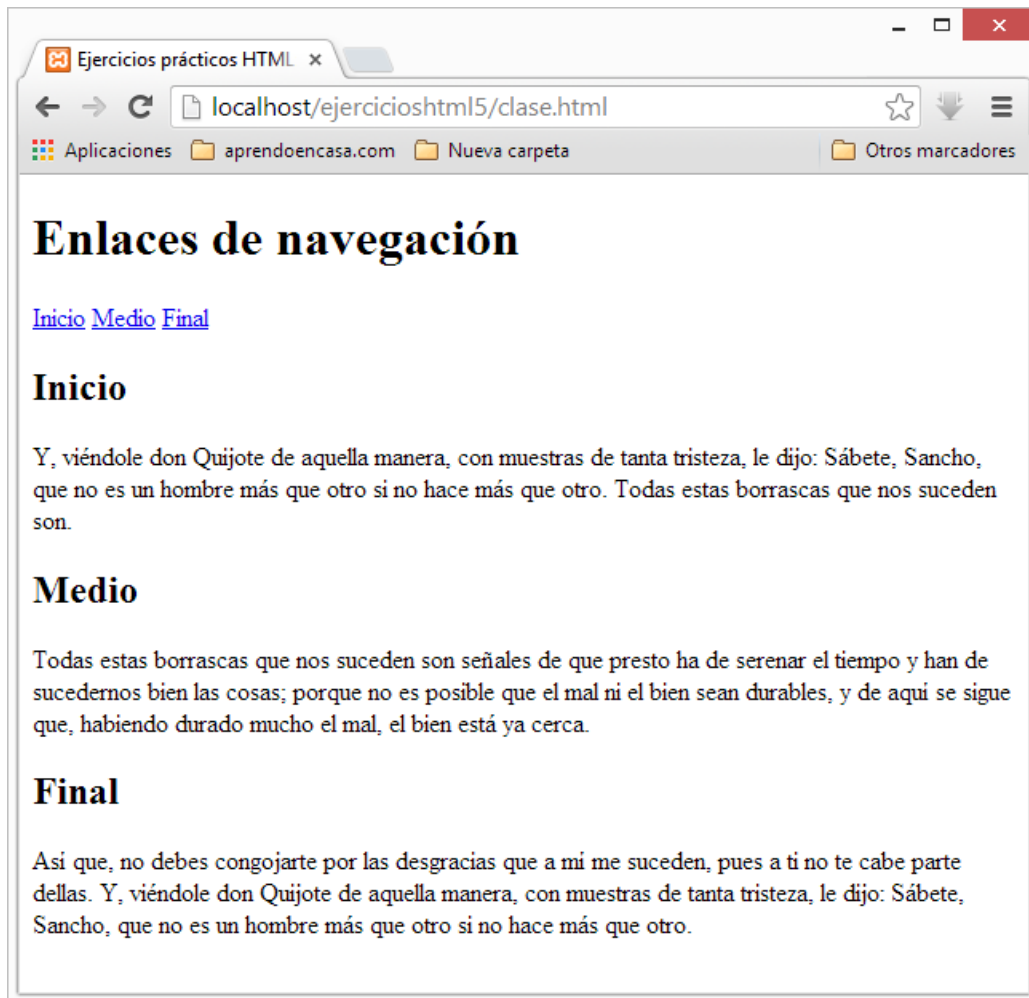 Ejercicios prácticos HTML
localhost/ejercicioshtml5/clase.html
Aplicaciones aprendoencasa.com Nueva carpeta Otros marcadores
Enlaces de navegación
Inicio Medio Final
Inicio
Y, viéndole don Quijote de aquella manera, con muestras de tanta tristeza, le dijo: Sábete, Sancho,
que no es un hombre más que otro si no hace más que otro. Todas estas borrascas que nos suceden
son.
Medio
Todas estas borrascas que nos suceden son señales de que presto ha de serenar el tiempo y han de
sucedernos bien las cosas; porque no es posible que el mal ni el bien sean durables, y de aquí se sigue
que, habiendo durado mucho el mal, el bien está ya cerca.
Final
Así que, no debes congojarte por las desgracias que a mí me suceden, pues a ti no te cabe parte
dellas. Y, viéndole don Quijote de aquella manera, con muestras de tanta tristeza, le dijo: Sábete,
Sancho, que no es un hombre más que otro si no hace más que otro.